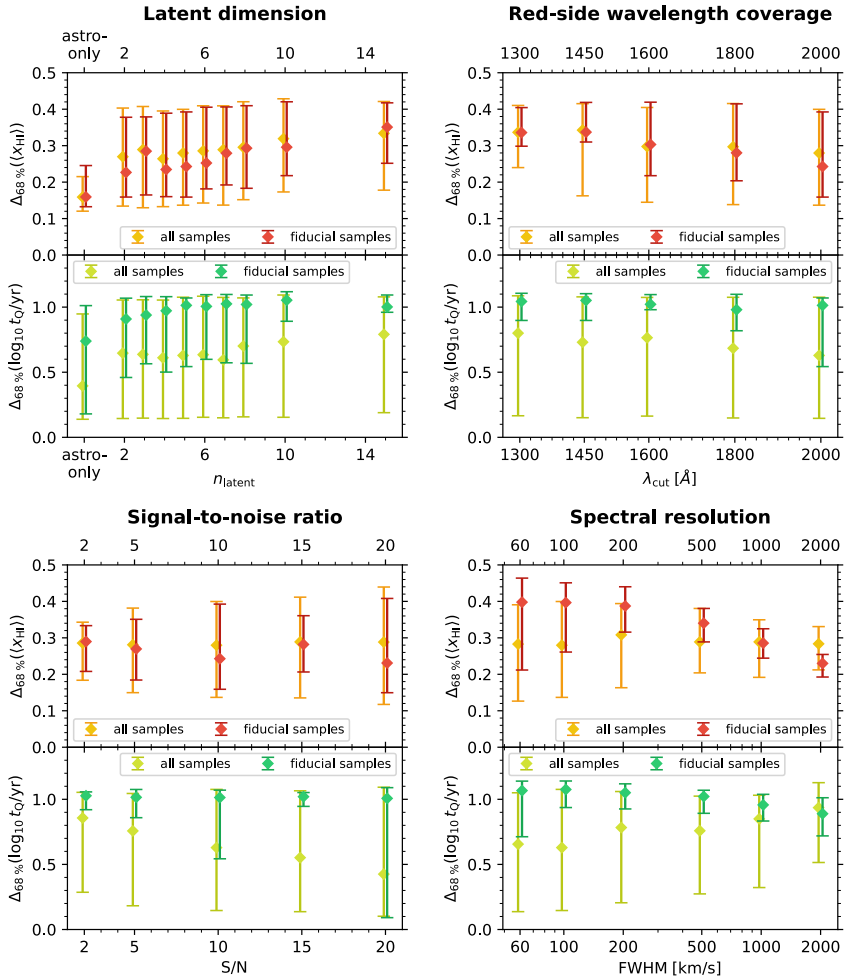 Latent dimension
astro-
only
2 4 6 8 10 14
0.5
0.4
0.3
0.2
0.1
0.0
Δ68 %(⟨xHI⟩)
all samples fiducial samples
all samples fiducial samples
1.0
0.5
0.0
Δ68 %(log10 tQ/yr)
astro-
only
2 6 10 14
nlatent
Red-side wavelength coverage
1300 1450 1600 1800 2000
0.5
0.4
0.3
0.2
0.1
0.0
Δ68 %(⟨xHI⟩)
all samples fiducial samples
all samples fiducial samples
1.0
0.5
0.0
Δ68 %(log10 tQ/yr)
1300 1450 1600 1800 2000
λcut [Å]
Signal-to-noise ratio
2 5 10 15 20
0.5
0.4
0.3
0.2
0.1
0.0
Δ68 %(⟨xHI⟩)
all samples fiducial samples
all samples fiducial samples
1.0
0.5
0.0
Δ68 %(log10 tQ/yr)
2 5 10 15 20
S/N
Spectral resolution
60 100 200 500 1000 2000
0.5
0.4
0.3
0.2
0.1
0.0
Δ68 %(⟨xHI⟩)
all samples fiducial samples
all samples fiducial samples
1.0
0.5
0.0
Δ68 %(log10 tQ/yr)
60 100 200 500 1000 2000
FWHM [km/s]